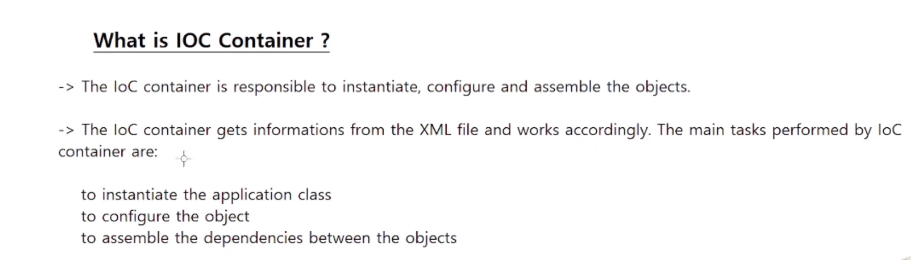 What is IOC Container ?
-> The IoC container is responsible to instantiate, configure and assemble the objects.
-> The IoC container gets informations from the XML file and works accordingly. The main tasks performed by IoC
container are:
to instantiate the application class
to configure the object
to assemble the dependencies between the objects